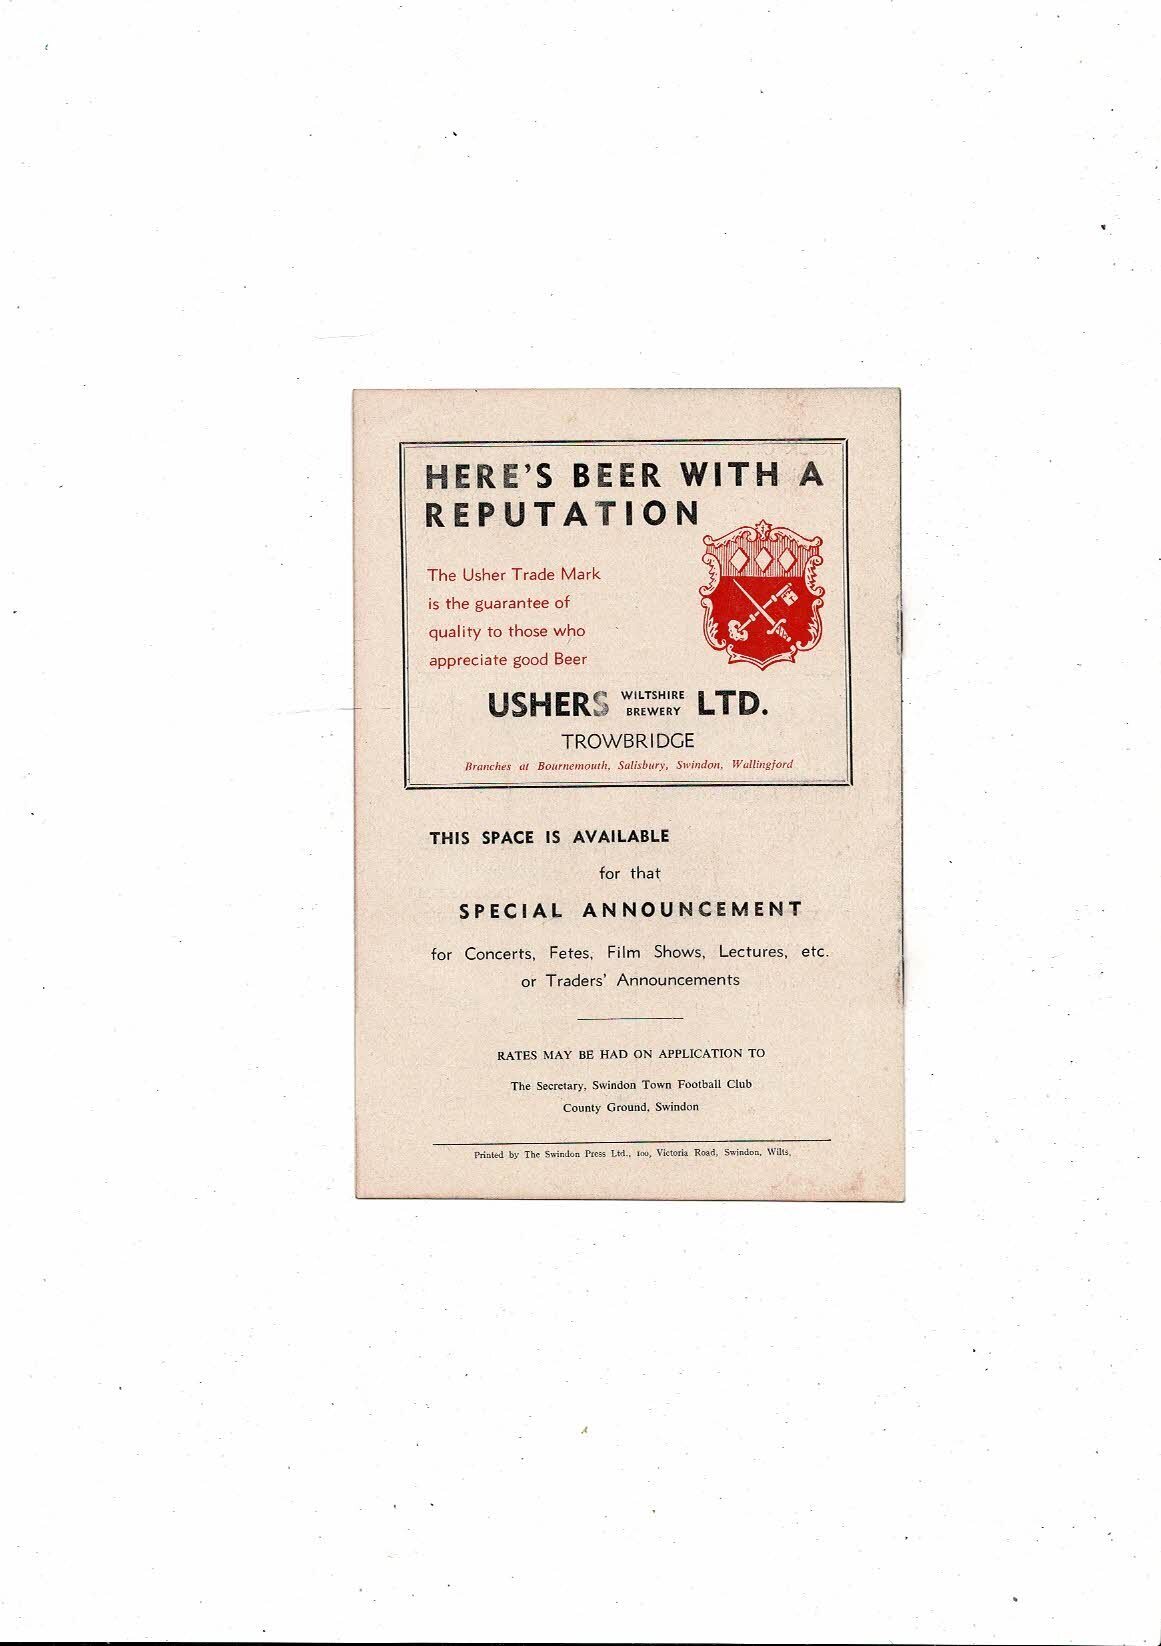 HERE'S BEER WITH A
REPUTATION
The Usher Trade Mark
is the guarantee of
quality to those who
appreciate good Beer
USHERS WILTSHIRE BREWERY LTD.
TROWBRIDGE
Branches at Bournemouth, Salisbury, Swindon, Wallingford
THIS SPACE IS AVAILABLE
for that
SPECIAL ANNOUNCEMENT
for Concerts, Fetes, Film Shows, Lectures, etc.
or Traders' Announcements
RATES MAY BE HAD ON APPLICATION TO
The Secretary, Swindon Town Football Club
County Ground, Swindon
Printed by The Swindon Press Ltd., 100, Victoria Road, Swindon, Wilts,